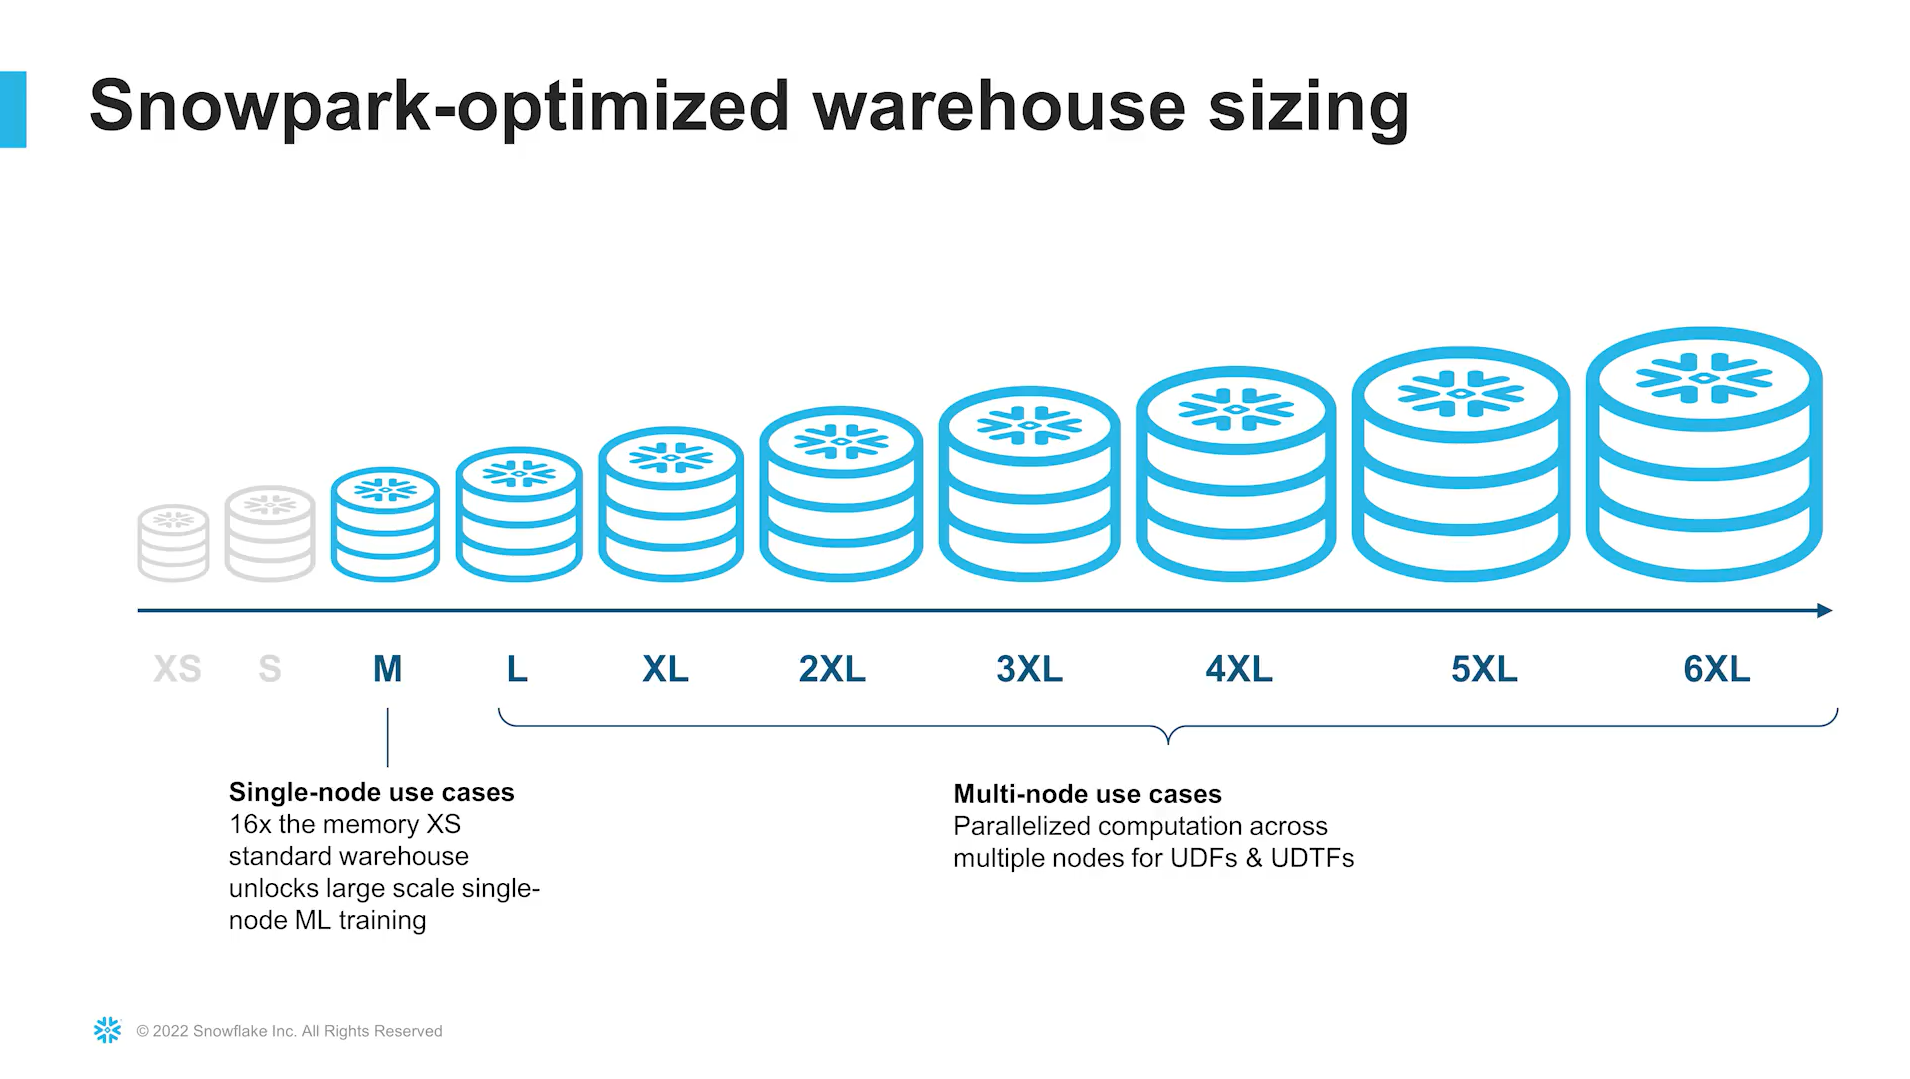 Snowpark-optimized warehouse sizing
XS S M L XL 2XL 3XL 4XL 5XL 6XL
Single-node use cases
16x the memory XS
standard warehouse
unlocks large scale single-
node ML training
Multi-node use cases
Parallelized computation across
multiple nodes for UDFs & UDTFs
© 2022 Snowflake Inc. All Rights Reserved